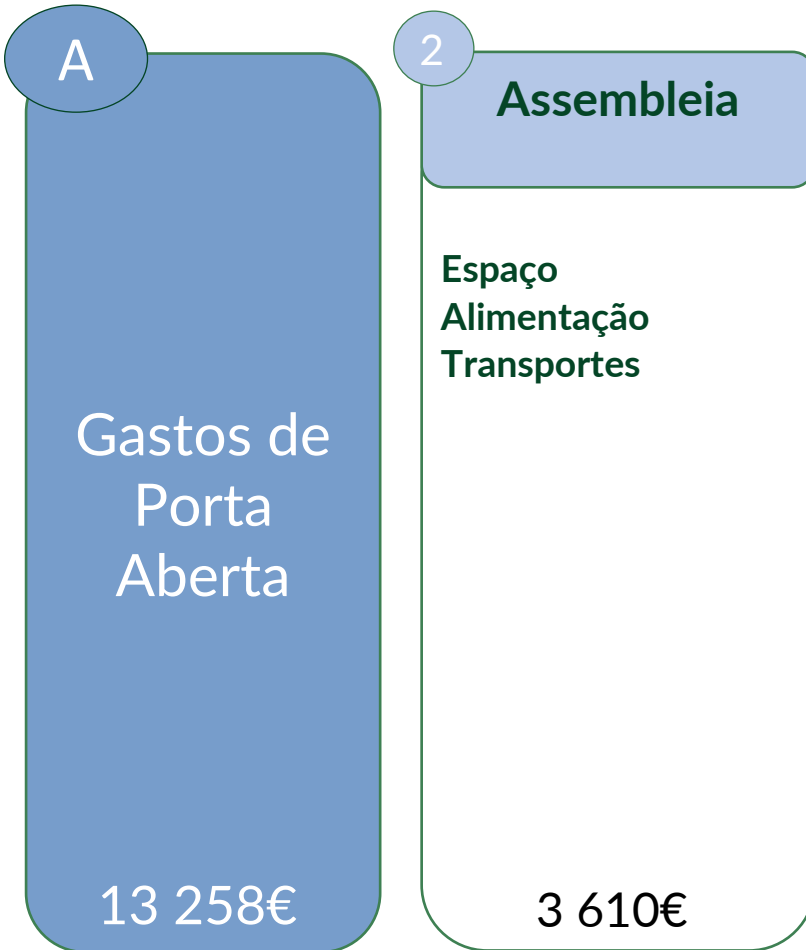 A
Gastos de
Porta
Aberta
13 258€
2
Assembleia
Espaço
Alimentação
Transportes
3 610€